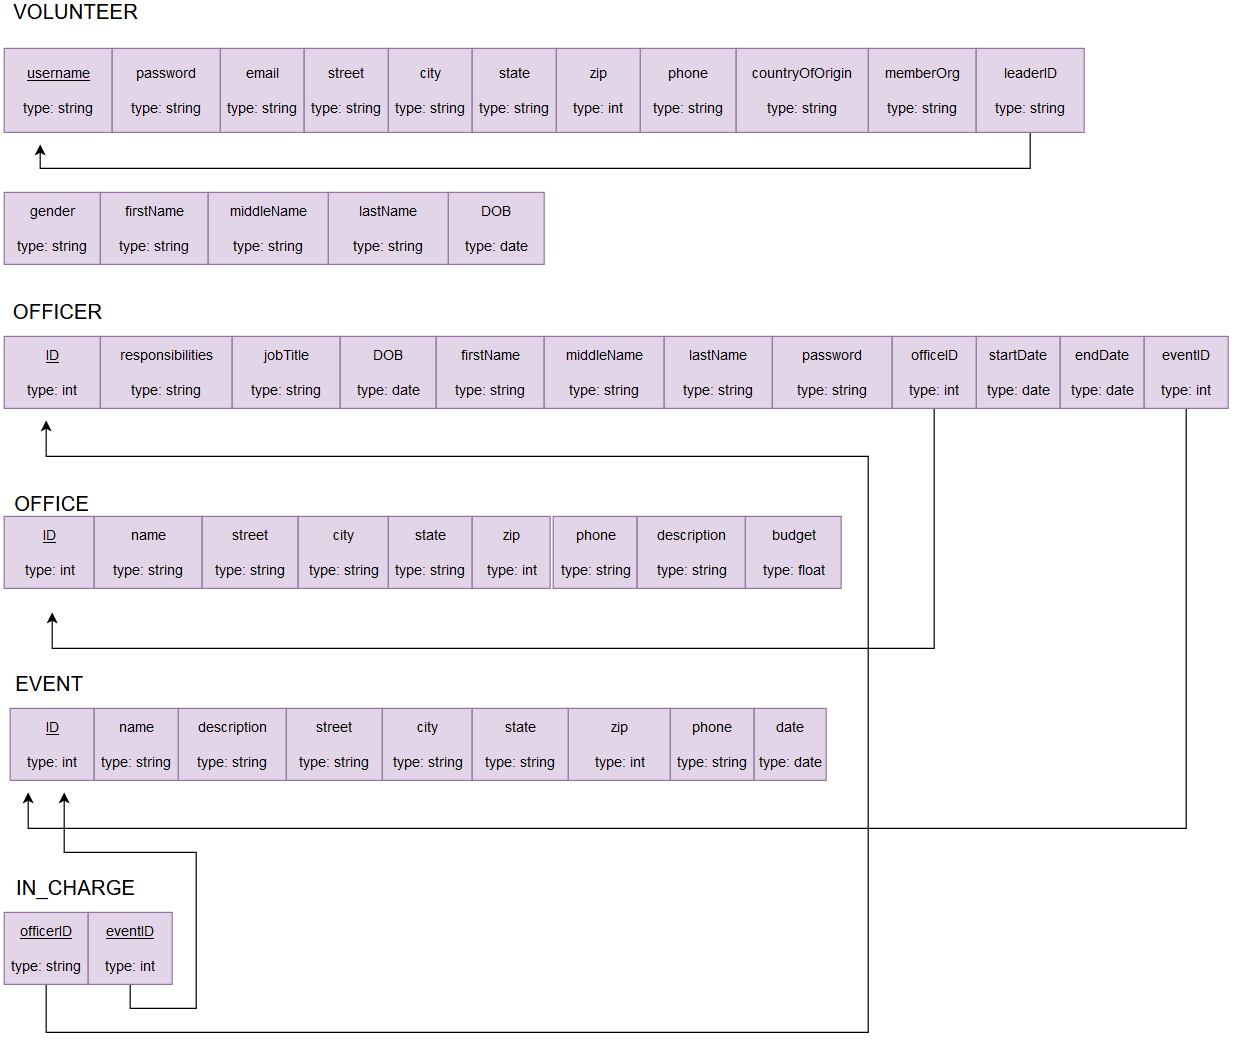 VOLUNTEER
username password email street city state zip phone countryOfOrigin memberOrg leaderID
type: string type: string type: string type: string type: string type: string type: int type: string type: string type: string type: string
gender firstName middleName lastName DOB
type: string type: string type: string type: string type: date
OFFICER
ID responsibilities jobTitle DOB firstName middleName lastName password officeID startDate endDate eventID
type: int type: string type: string type: date type: string type: string type: string type: string type: int type: date type: date type: int
OFFICE
ID name street city state zip phone description budget
type: int type: string type: string type: string type: string type: int type: string type: string type: float
EVENT
ID name description street city state zip phone date
type: int type: string type: string type: string type: string type: string type: int type: string type: date
IN_CHARGE
officerID eventID
type: string type: int